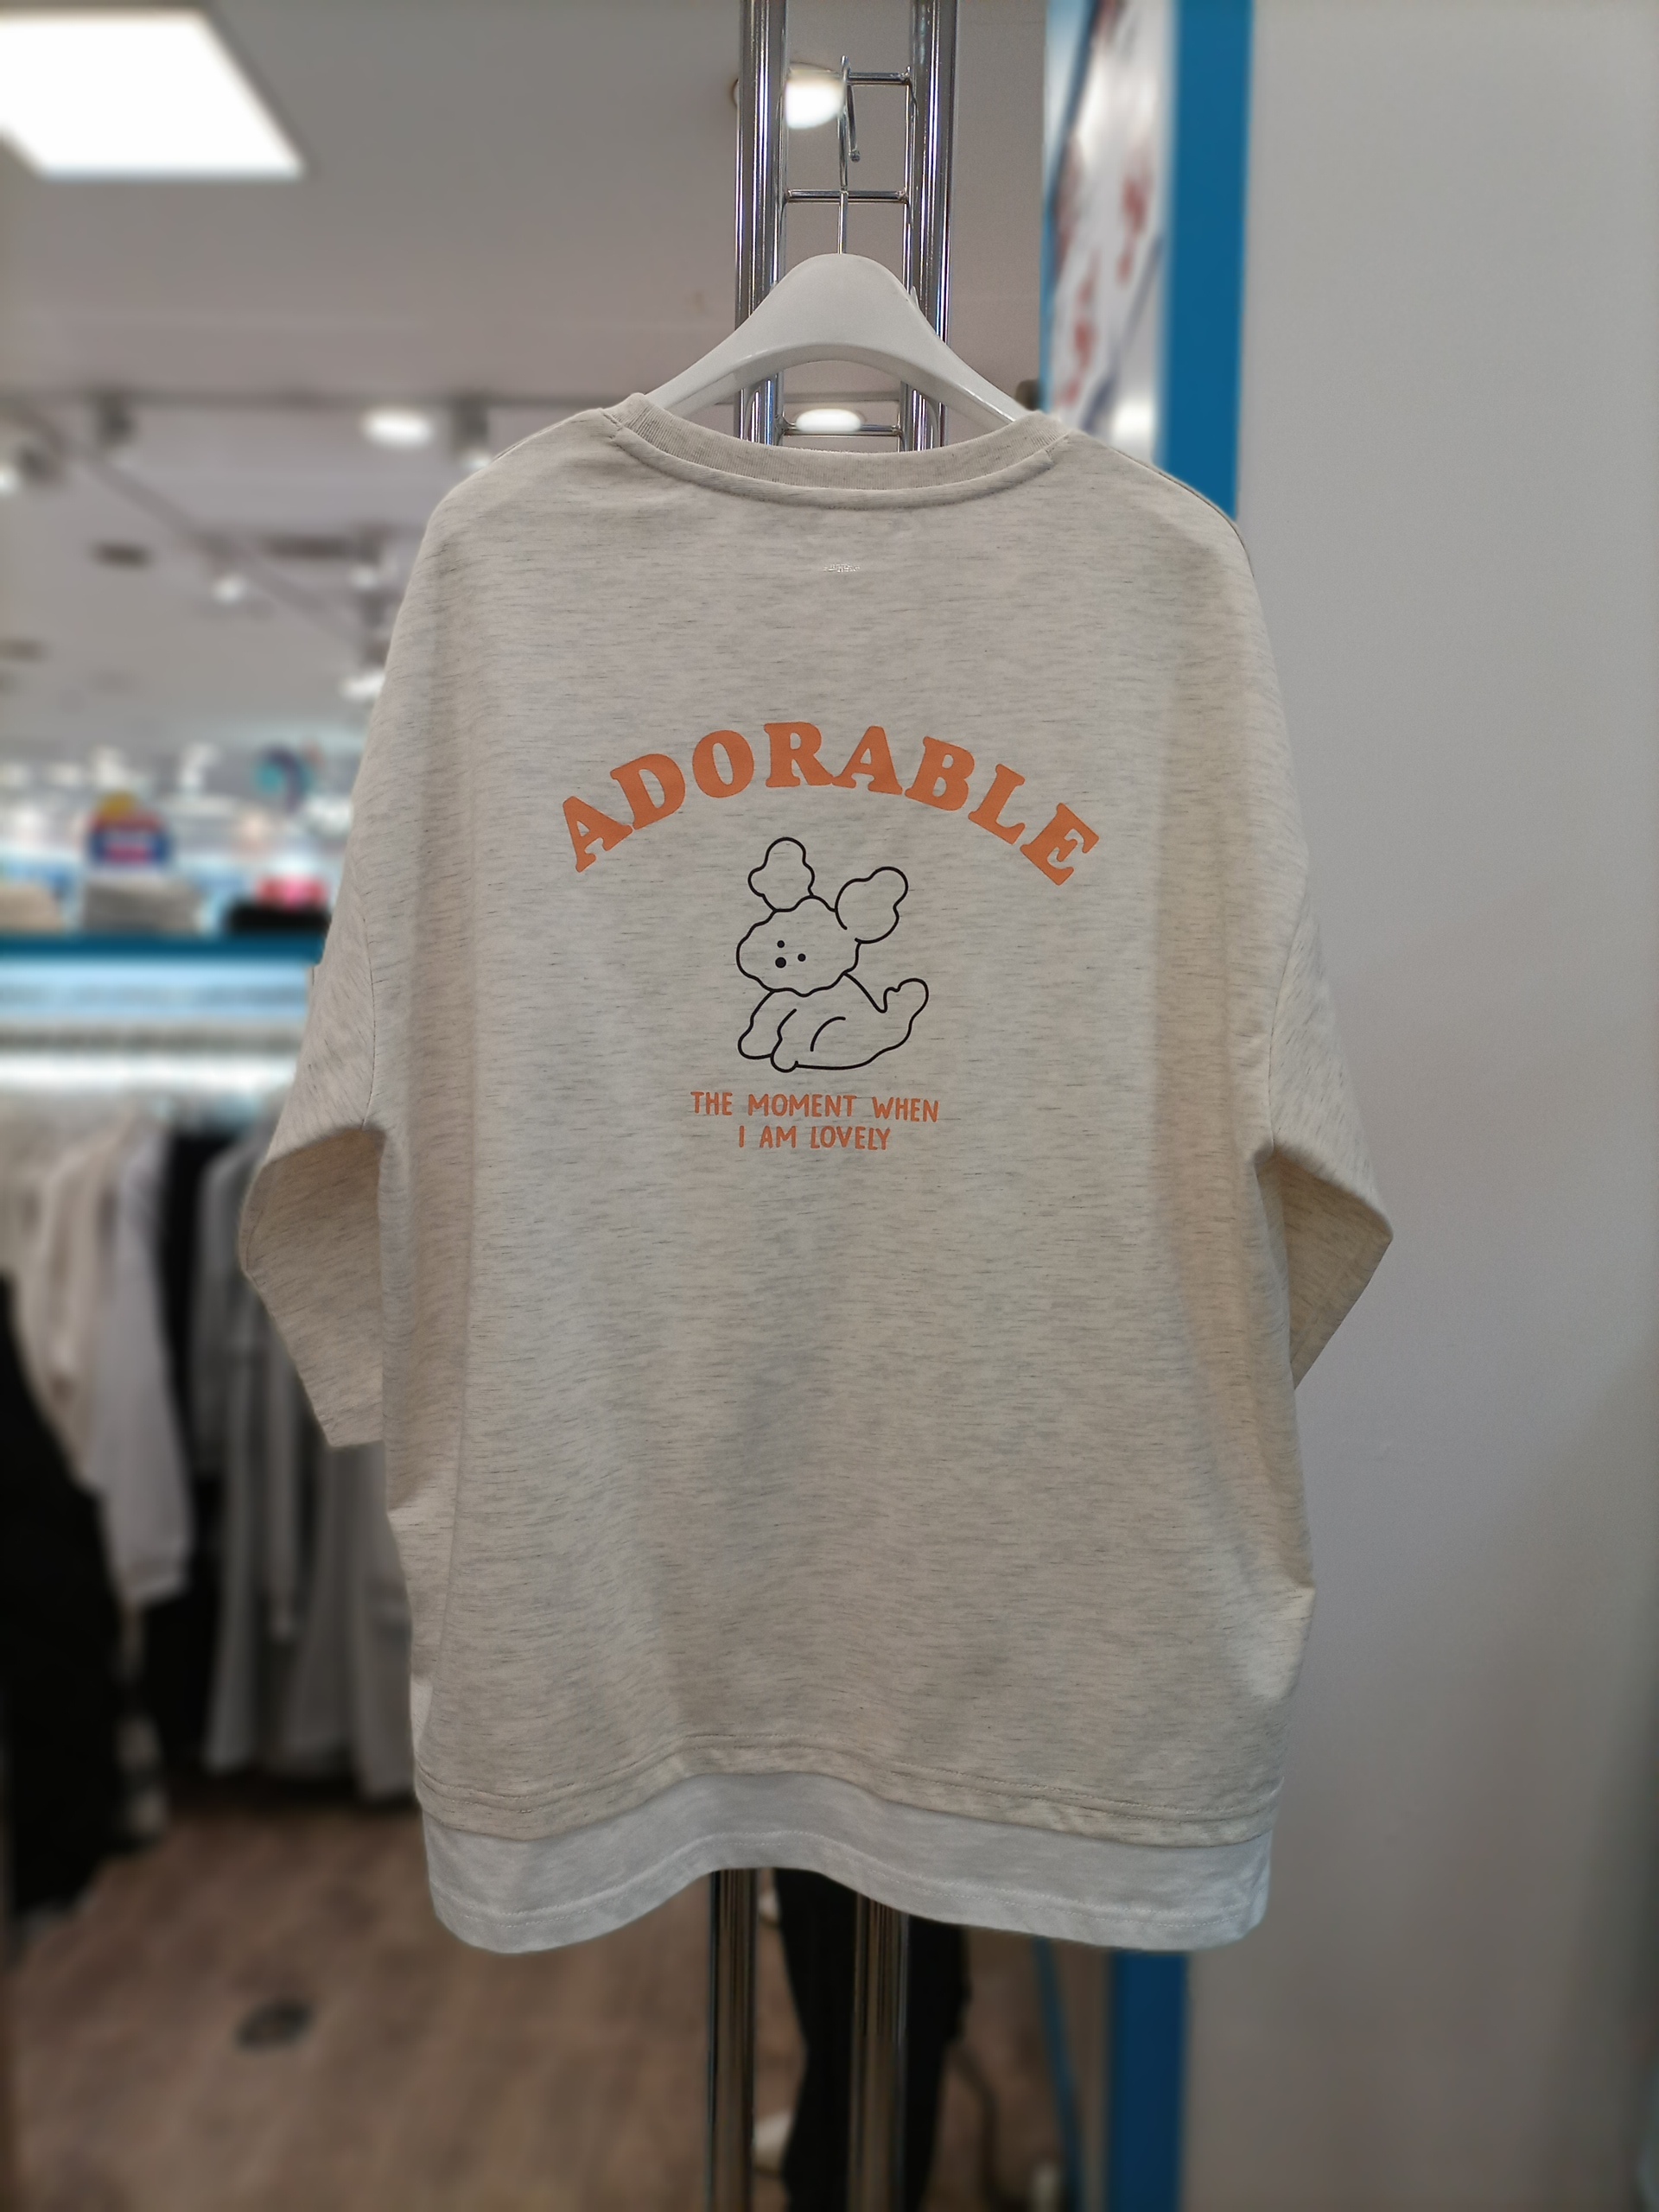 ADORABLE
THE MOMENT WHEN
I AM LOVELY